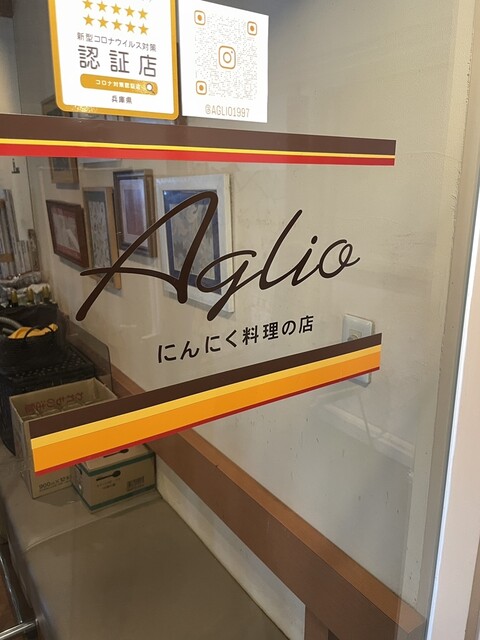 新型コロナウイルス対策
認証店
コロナ対策認証店
兵庫県
@AGLIO1997
Aglio
にんにく料理の店